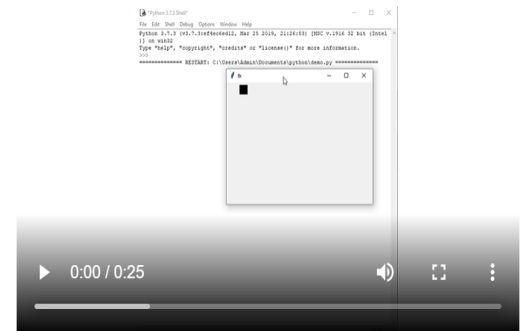 *Python 3.7.3 Shell*
File Edit Shell Debug Options Window Help
Python 3.7.3 (v3.7.3:ef4ec6ed12, Mar 25 2019, 21:26:53) [MSC v.1916 32 bit (Intel
)] on win32
Type "help", "copyright", "credits" or "license()" for more information.
>>>
============== RESTART: C:\Users\Admin\Documents\python\demo.py ==============
tk
0:00 / 0:25